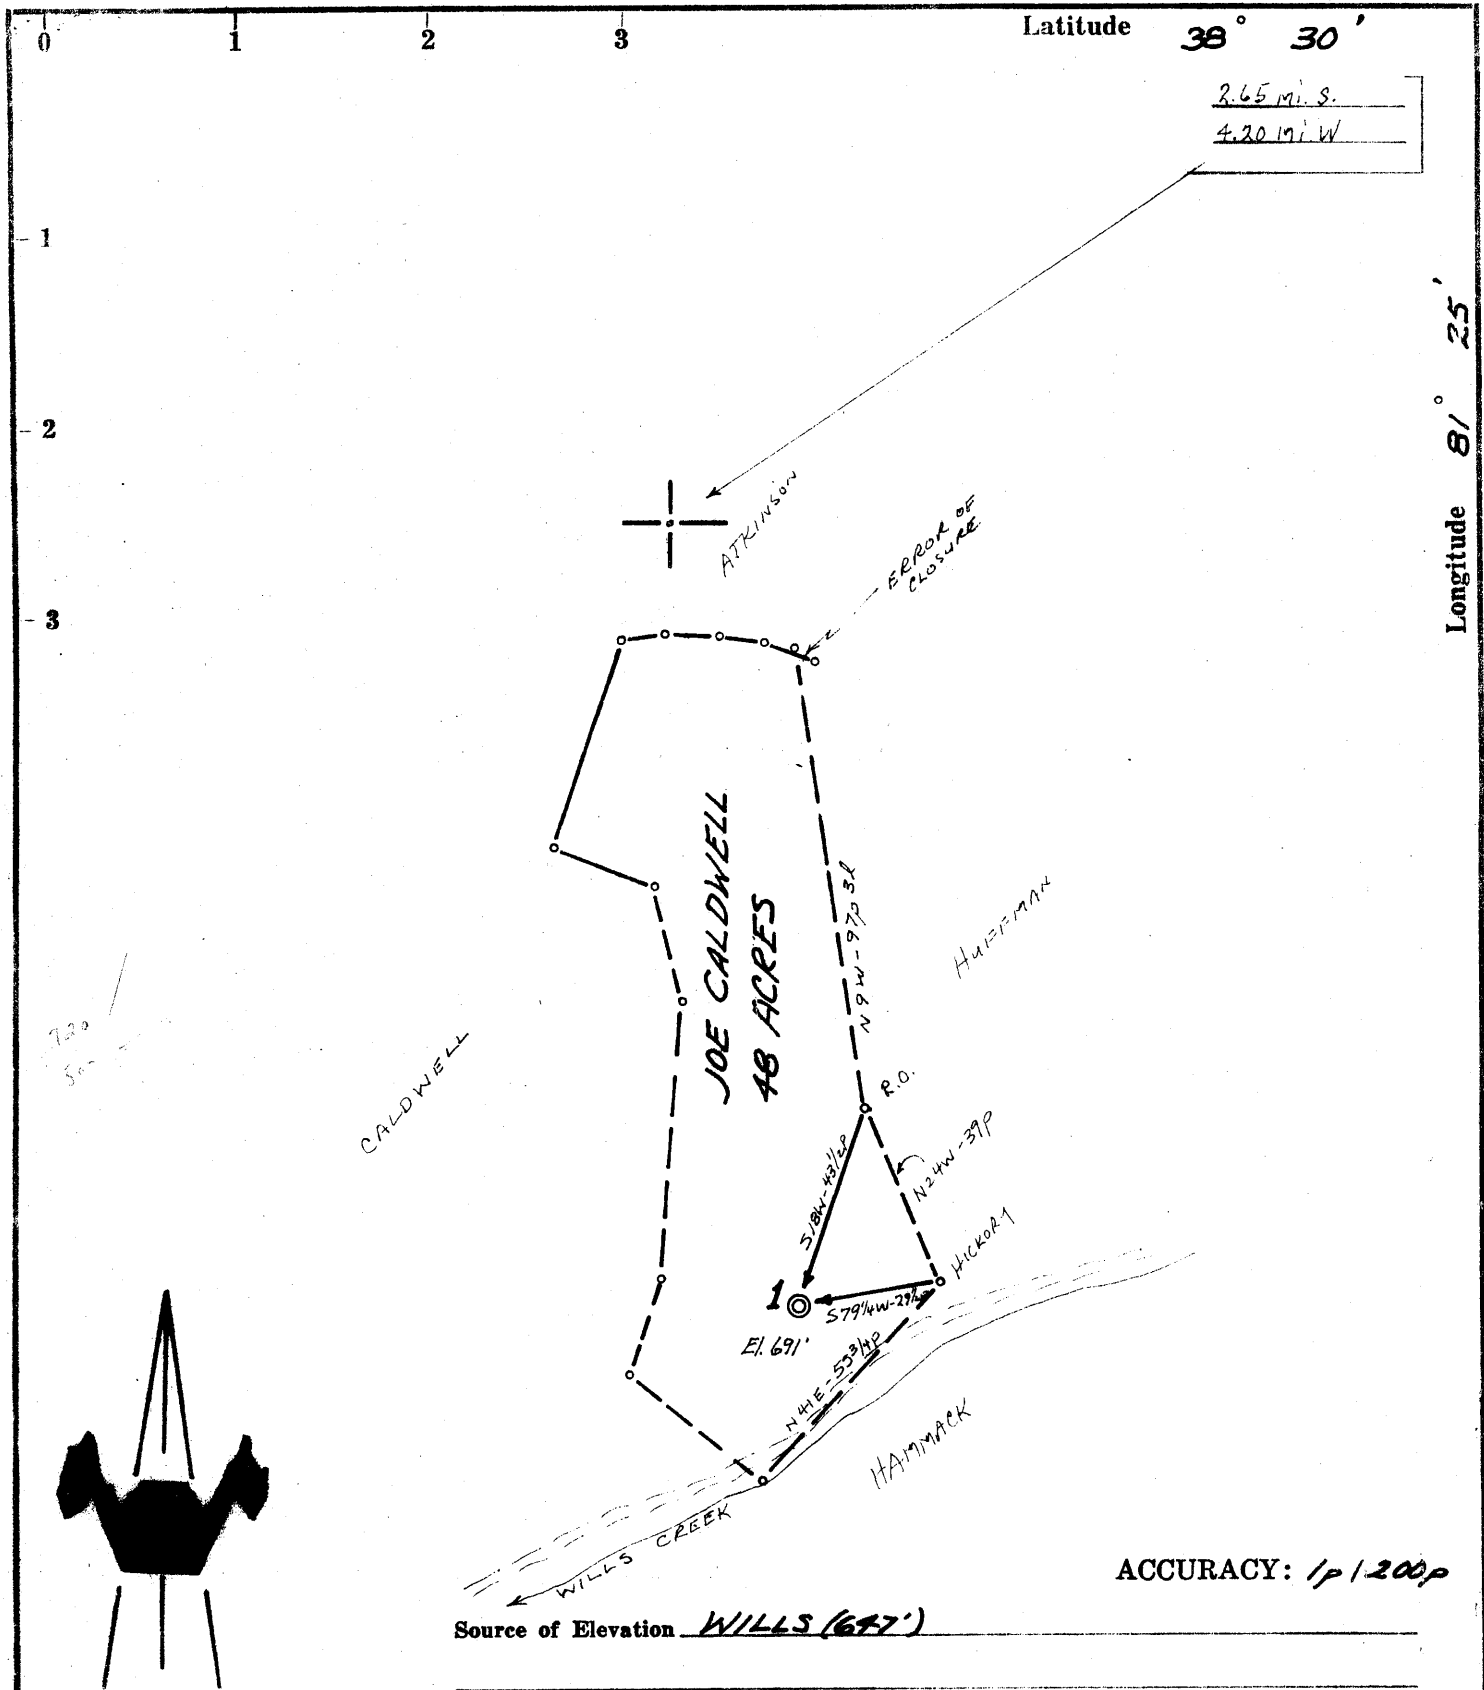 0 1 2 3
Latitude 38° 30'
2.65 mi. S.
4.20 mi W
1
2
3
Longitude 81° 25'
ATKINSON
ERROR OF
CLOSURE
JOE CALDWELL
48 ACRES
N 9 W - 97p 3l
HUFFMAN
CALDWELL
720
R.O.
N24W-39P
S18W-43½P
HICKORY
1
S79¼W-29½P
El. 691'
N41E-53¾P
HAMMACK
WILLS CREEK
ACCURACY: 1p/200p
Source of Elevation WILLS (647')